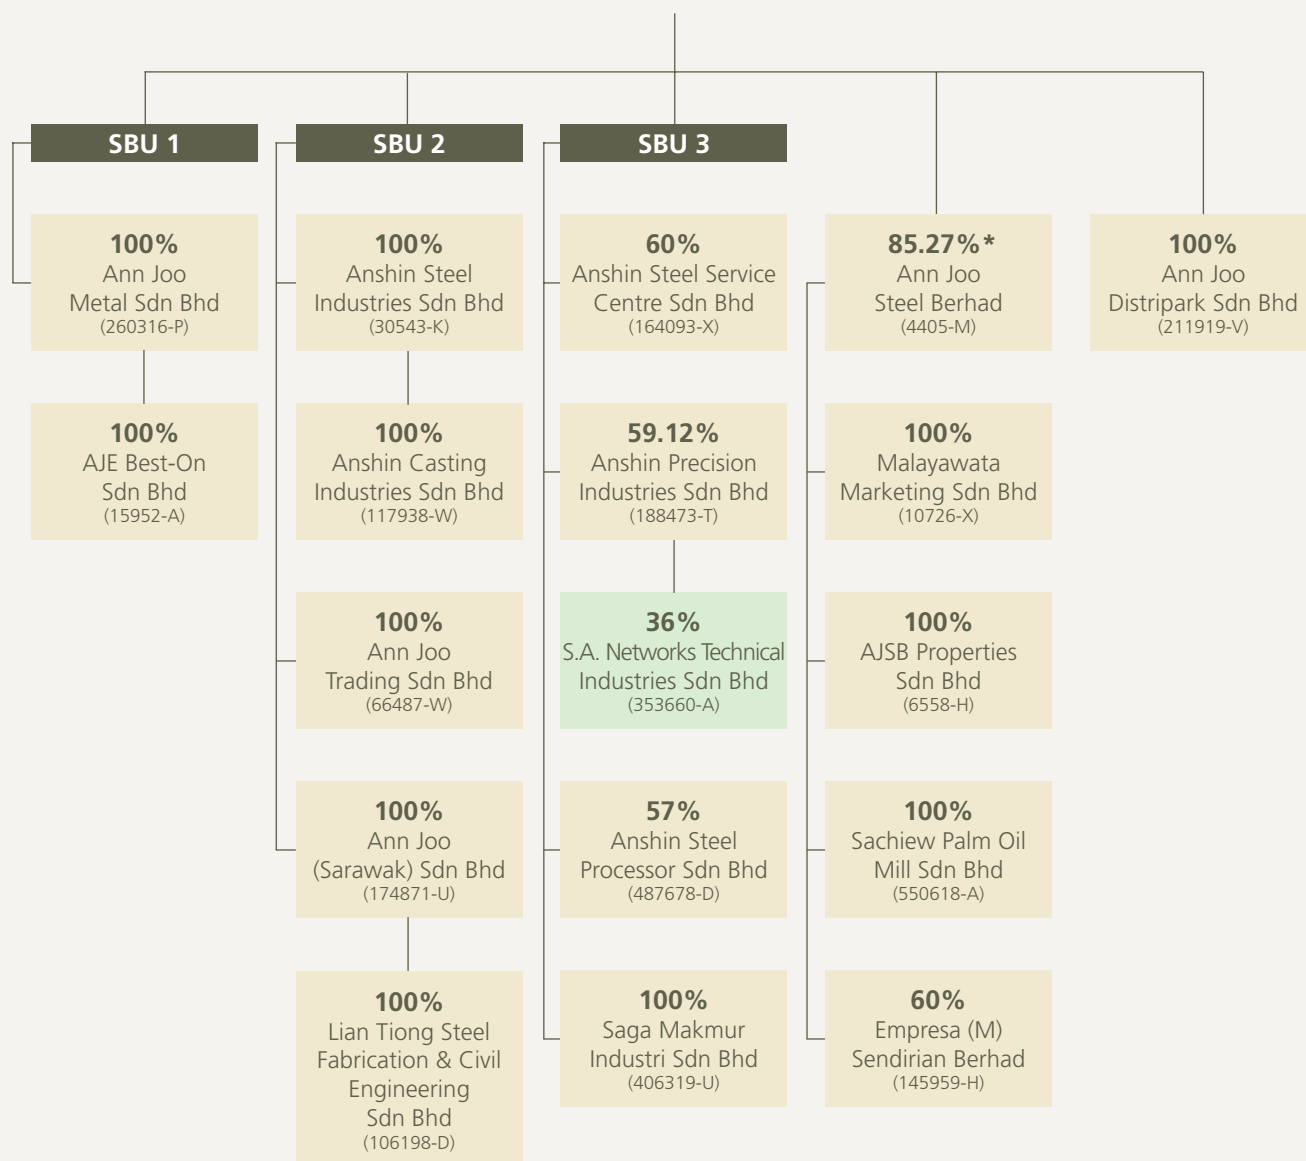 SBU 1
100%
Ann Joo
Metal Sdn Bhd
(260316-P)
100%
AJE Best-On
Sdn Bhd
(15952-A)
SBU 2
100%
Anshin Steel
Industries Sdn Bhd
(30543-K)
100%
Anshin Casting
Industries Sdn Bhd
(117938-W)
100%
Ann Joo
Trading Sdn Bhd
(66487-W)
100%
Ann Joo
(Sarawak) Sdn Bhd
(174871-U)
100%
Lian Tiong Steel
Fabrication & Civil
Engineering
Sdn Bhd
(106198-D)
SBU 3
60%
Anshin Steel Service
Centre Sdn Bhd
(164093-X)
59.12%
Anshin Precision
Industries Sdn Bhd
(188473-T)
36%
S.A. Networks Technical
Industries Sdn Bhd
(353660-A)
57%
Anshin Steel
Processor Sdn Bhd
(487678-D)
100%
Saga Makmur
Industri Sdn Bhd
(406319-U)
85.27%*
Ann Joo
Steel Berhad
(4405-M)
100%
Malayawata
Marketing Sdn Bhd
(10726-X)
100%
AJSB Properties
Sdn Bhd
(6558-H)
100%
Sachiew Palm Oil
Mill Sdn Bhd
(550618-A)
60%
Empresa (M)
Sendirian Berhad
(145959-H)
100%
Ann Joo
Distripark Sdn Bhd
(211919-V)